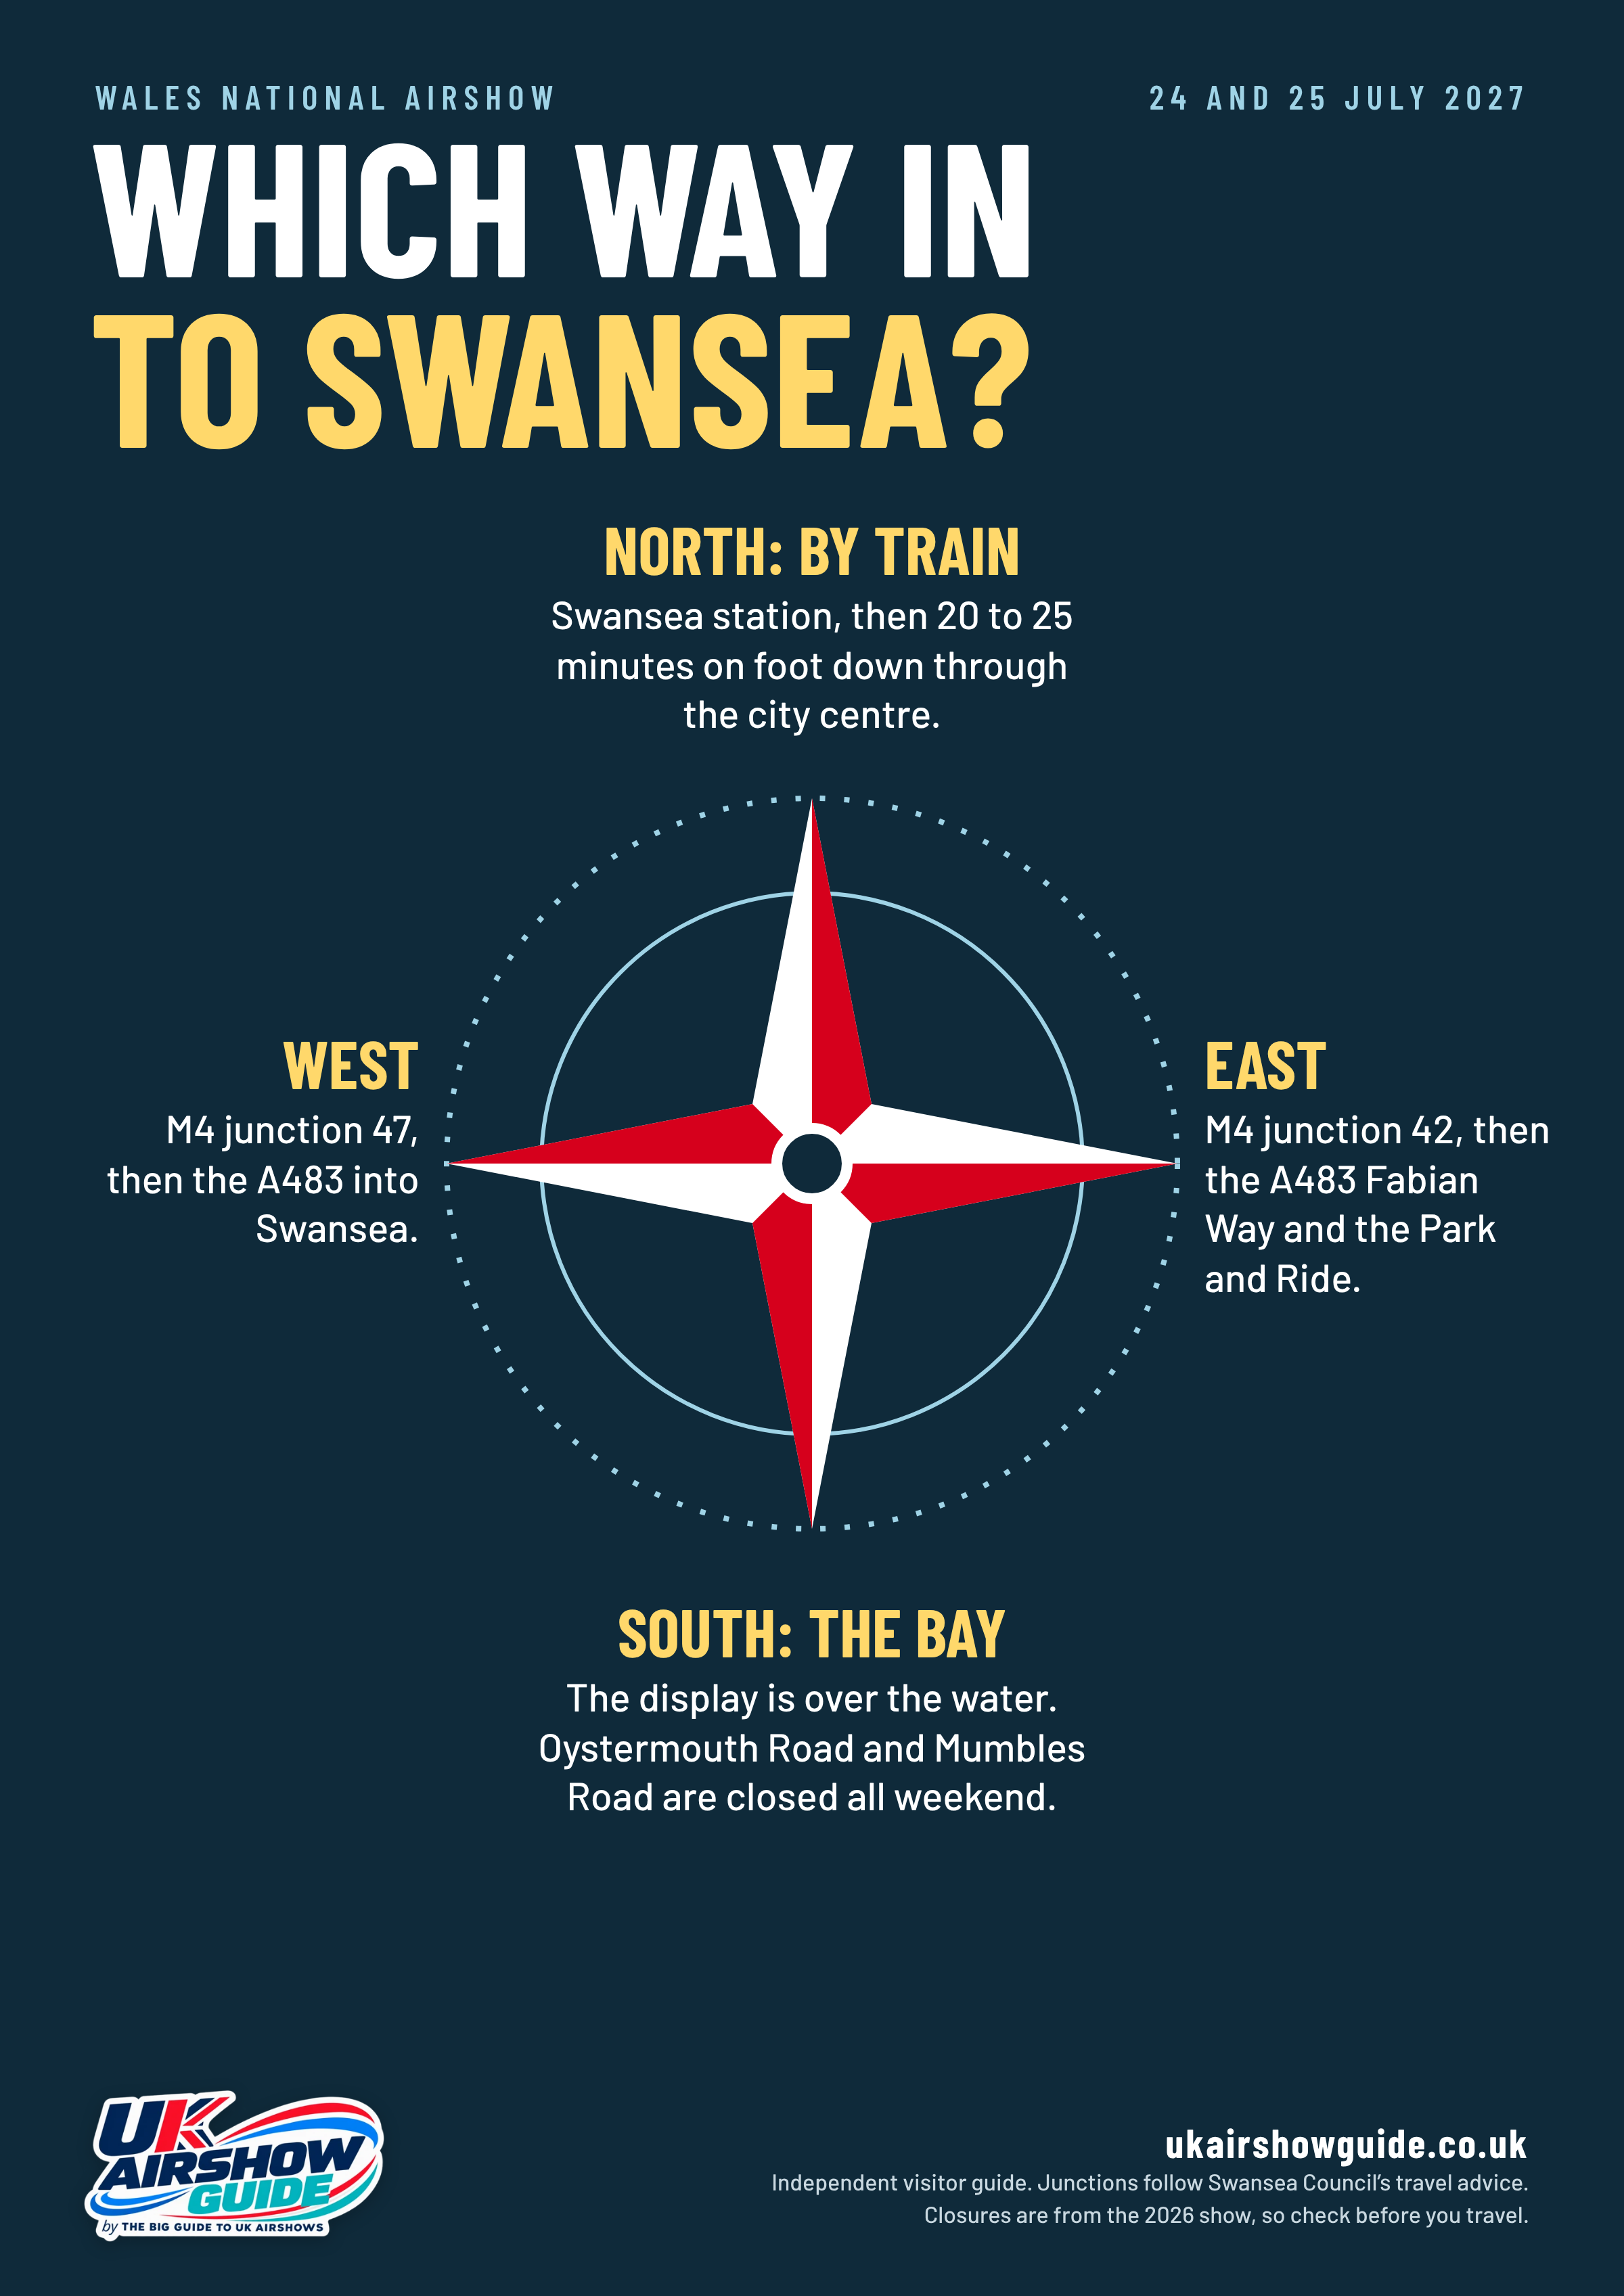 WALES NATIONAL AIRSHOW
24 AND 25 JULY 2027
WHICH WAY IN
TO SWANSEA?
NORTH: BY TRAIN
Swansea station, then 20 to 25
minutes on foot down through
the city centre.
WEST
M4 junction 47,
then the A483 into
Swansea.
EAST
M4 junction 42, then
the A483 Fabian
Way and the Park
and Ride.
SOUTH: THE BAY
The display is over the water.
Oystermouth Road and Mumbles
Road are closed all weekend.
UK
AIRSHOW
GUIDE
by THE BIG GUIDE TO UK AIRSHOWS
ukairshowguide.co.uk
Independent visitor guide. Junctions follow Swansea Council’s travel advice.
Closures are from the 2026 show, so check before you travel.